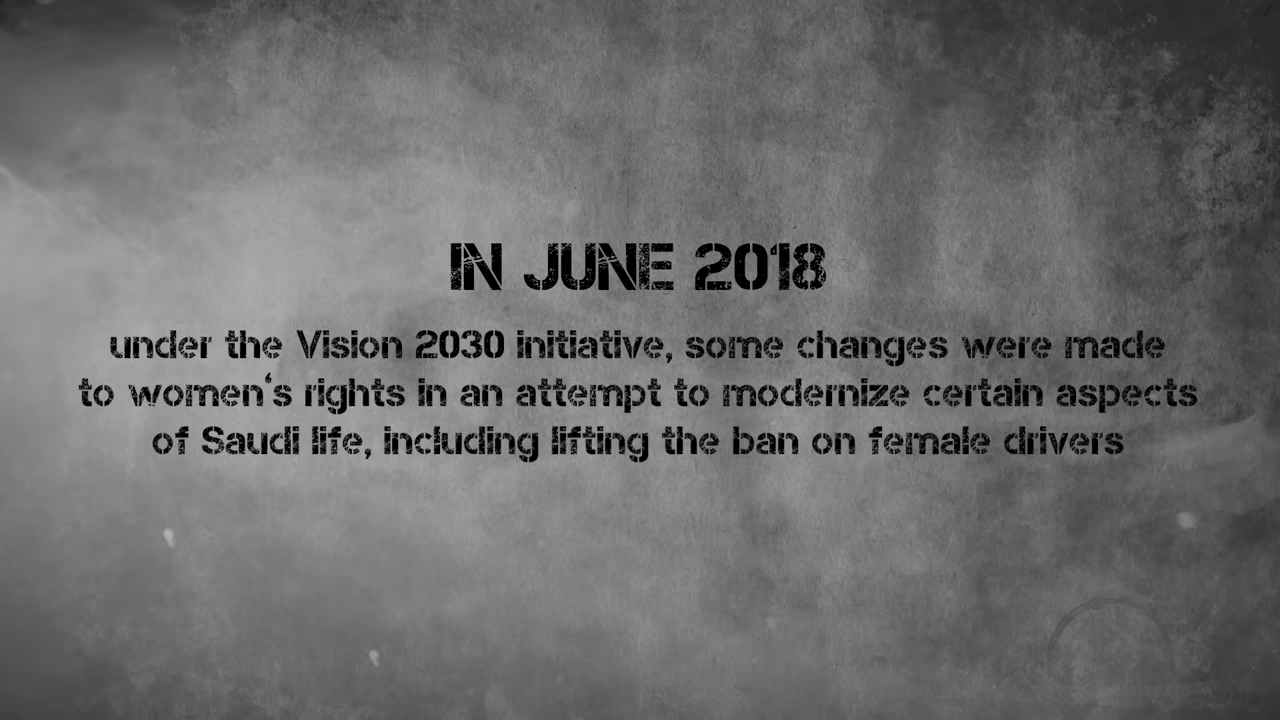 IN JUNE 2018
under the Vision 2030 initiative, some changes were made
to women‘s rights in an attempt to modernize certain aspects
of Saudi life, including lifting the ban on female drivers